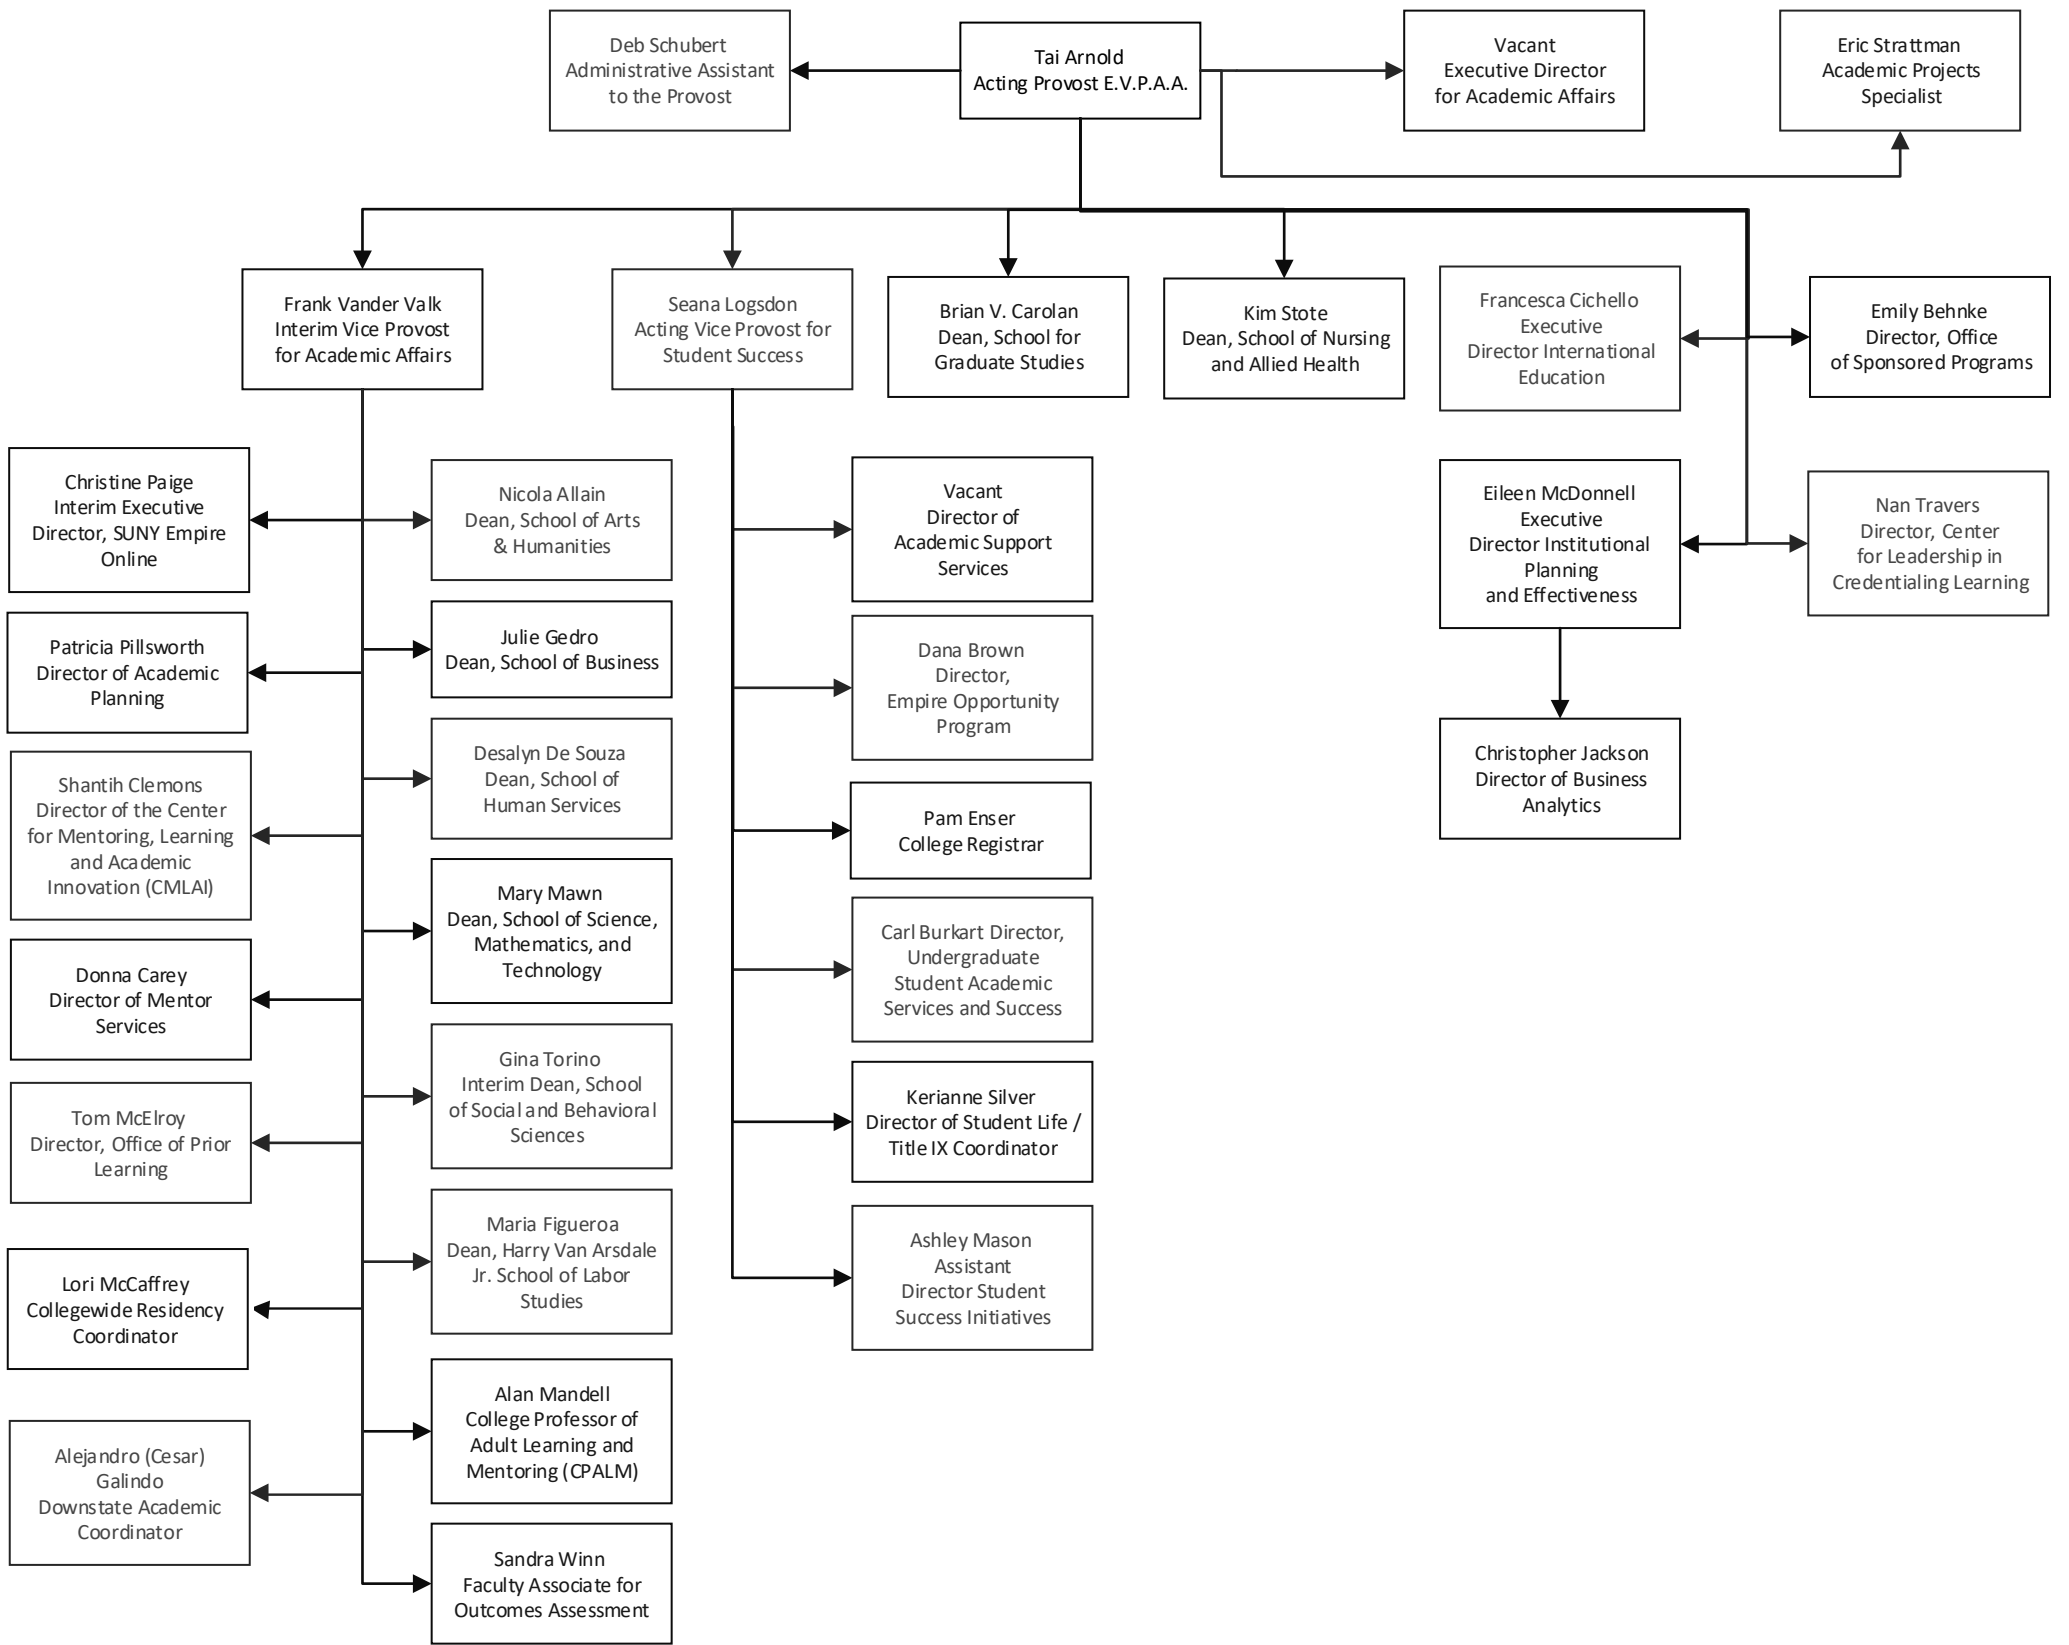 Deb Schubert
Administrative Assistant
to the Provost
Tai Arnold
Acting Provost E.V.P.A.A.
Vacant
Executive Director
for Academic Affairs
Eric Strattman
Academic Projects
Specialist
Frank Vander Valk
Interim Vice Provost
for Academic Affairs
Seana Logsdon
Acting Vice Provost for
Student Success
Brian V. Carolan
Dean, School for
Graduate Studies
Kim Stote
Dean, School of Nursing
and Allied Health
Francesca Cichello
Executive
Director International
Education
Emily Behnke
Director, Office
of Sponsored Programs
Christine Paige
Interim Executive
Director, SUNY Empire
Online
Nicola Allain
Dean, School of Arts
& Humanities
Vacant
Director of
Academic Support
Services
Eileen McDonnell
Executive
Director Institutional
Planning
and Effectiveness
Nan Travers
Director, Center
for Leadership in
Credentialing Learning
Patricia Pillsworth
Director of Academic
Planning
Julie Gedro
Dean, School of Business
Dana Brown
Director,
Empire Opportunity
Program
Christopher Jackson
Director of Business
Analytics
Shantih Clemons
Director of the Center
for Mentoring, Learning
and Academic
Innovation (CMLAI)
Desalyn De Souza
Dean, School of
Human Services
Pam Enser
College Registrar
Donna Carey
Director of Mentor
Services
Mary Mawn
Dean, School of Science,
Mathematics, and
Technology
Carl Burkart Director,
Undergraduate
Student Academic
Services and Success
Tom McElroy
Director, Office of Prior
Learning
Gina Torino
Interim Dean, School
of Social and Behavioral
Sciences
Kerianne Silver
Director of Student Life /
Title IX Coordinator
Lori McCaffrey
Collegewide Residency
Coordinator
Maria Figueroa
Dean, Harry Van Arsdale
Jr. School of Labor
Studies
Ashley Mason
Assistant
Director Student
Success Initiatives
Alejandro (Cesar)
Galindo
Downstate Academic
Coordinator
Alan Mandell
College Professor of
Adult Learning and
Mentoring (CPALM)
Sandra Winn
Faculty Associate for
Outcomes Assessment